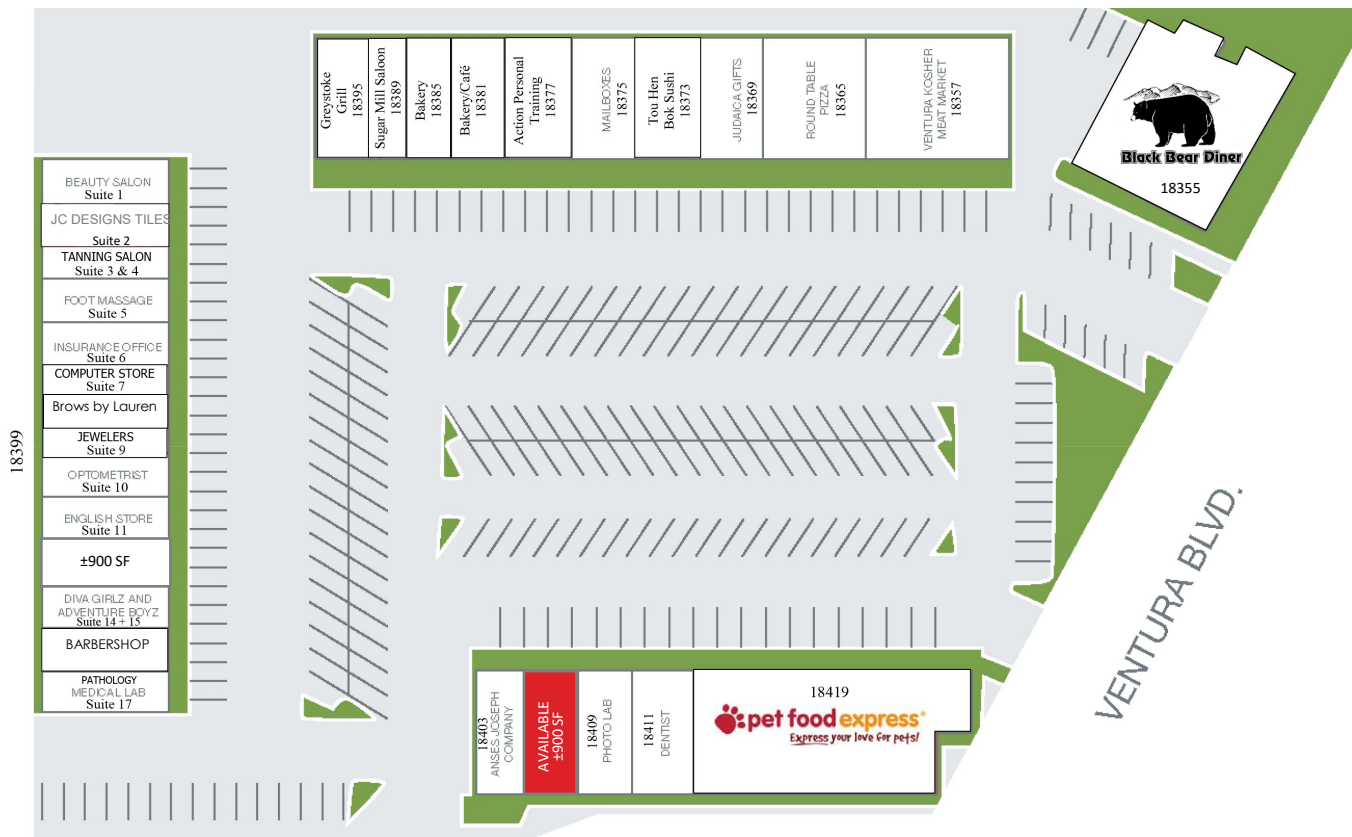 Greystoke
Grill
18395
Sugar Mill Saloon
18389
Bakery
18385
Bakery/Café
18381
Action Personal
Training
18377
MAILBOXES
18375
Tou Hen
Bok Sushi
18373
JUDAICA GIFTS
18369
ROUND TABLE
PIZZA
18365
VENTURA KOSHER
MEAT MARKET
18357
Black Bear Diner
18355
18399
BEAUTY SALON
Suite 1
JC DESIGNS TILES
Suite 2
TANNING SALON
Suite 3 & 4
FOOT MASSAGE
Suite 5
INSURANCE OFFICE
Suite 6
COMPUTER STORE
Suite 7
Brows by Lauren
JEWELERS
Suite 9
OPTOMETRIST
Suite 10
ENGLISH STORE
Suite 11
±900 SF
DIVA GIRLZ AND
ADVENTURE BOYZ
Suite 14 + 15
BARBERSHOP
PATHOLOGY
MEDICAL LAB
Suite 17
18403
ANSES JOSEPH
COMPANY
AVAILABLE
±900 SF
18409
PHOTO LAB
18411
DENTIST
18419
pet food express®
Express your love for pets!
VENTURA BLVD.